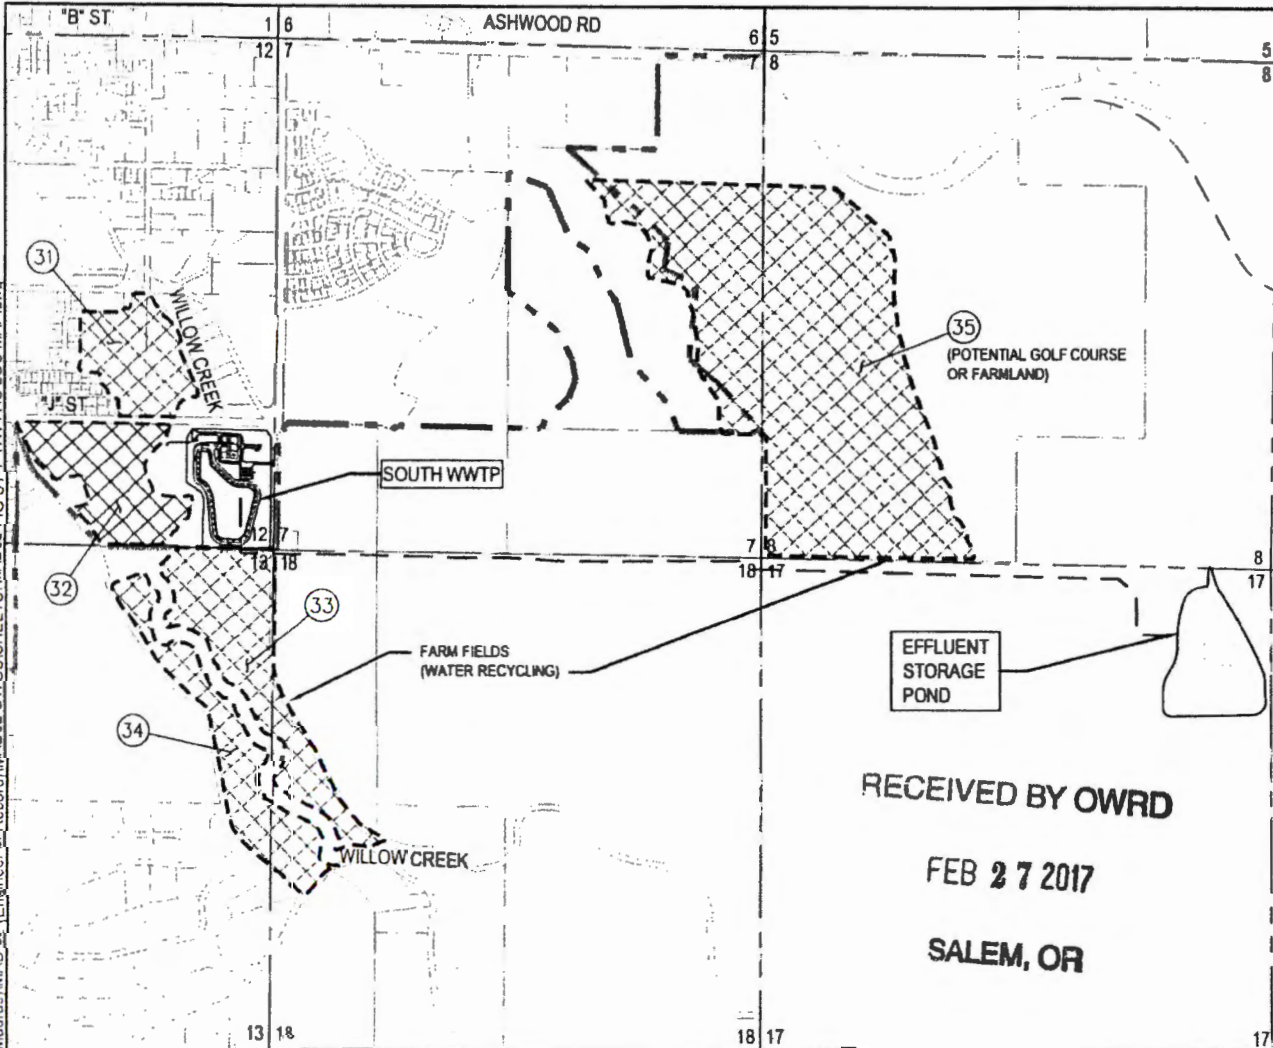 "B" ST
1 6
12 7
ASHWOOD RD
6 5
7 8
5
8
31
WILLOW CREEK
"J" ST
35
(POTENTIAL GOLF COURSE
OR FARMLAND)
SOUTH WWTP
12 7
13 18
7 8
18 17
8
17
32
33
FARM FIELDS
(WATER RECYCLING)
EFFLUENT
STORAGE
POND
34
WILLOW CREEK
RECEIVED BY OWRD
FEB 27 2017
SALEM, OR
13 18
18 17
17